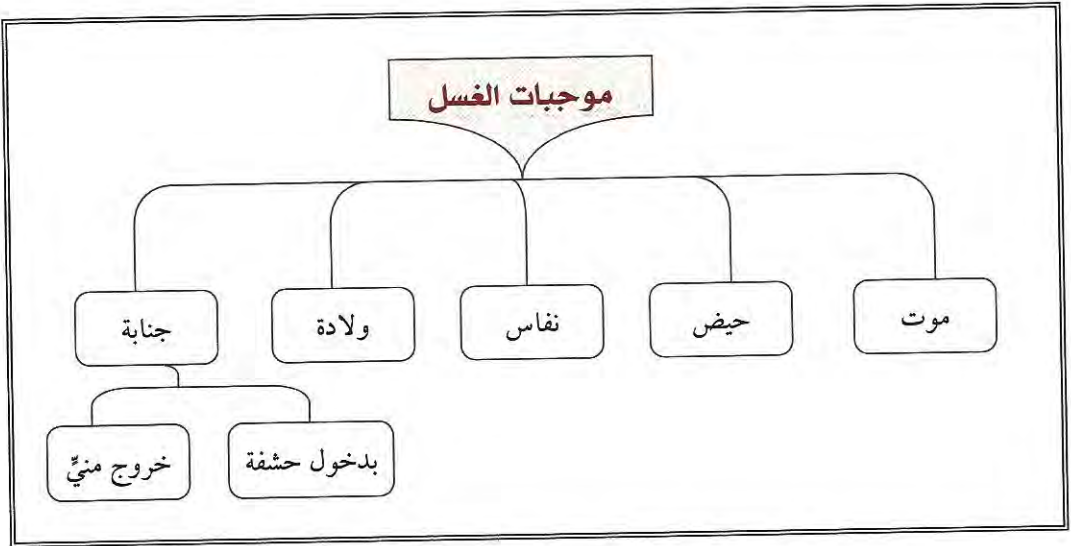 موجبات الغسل
موت
حيض
نفاس
ولادة
جنابة
بدخول حشفة
خروج منيٍّ